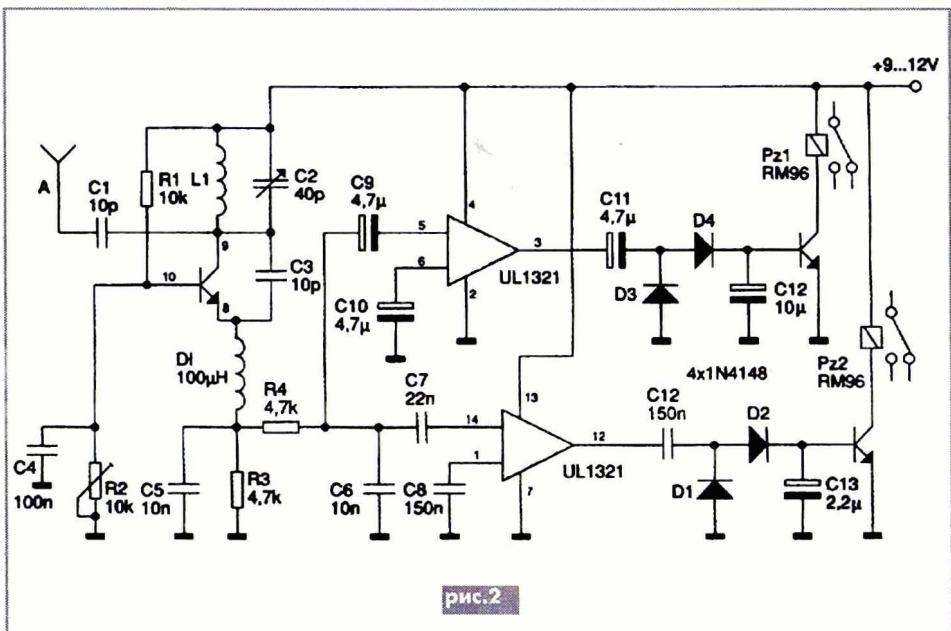 +9...12V
A
C1
10p
R1
10k
L1
C2
40p
9
10
8
C3
10p
DI
100µH
C4
100n
R2
10k
C5
10n
R3
4,7k
R4
4,7k
C9
4,7µ
C10
4,7µ
5
6
4
3
2
UL1321
C11
4,7µ
D3
D4
C12
10µ
Pz1
RM96
Pz2
RM96
4x1N4148
C7
22n
C6
10n
C8
150n
14
1
13
12
7
UL1321
C12
150n
D1
D2
C13
2,2µ
рис.2